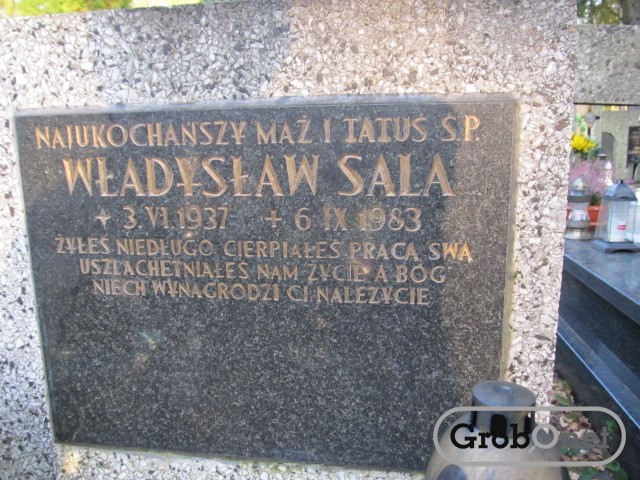 NAJUKOCHAŃSZY MĄŻ I TATUŚ Ś.P.
WŁADYSŁAW SALA
+ 3.VI.1937 + 6 IX 1983
ŻYŁEŚ NIEDŁUGO CIERPIAŁEŚ PRACĄ SWĄ
USZLACHETNIAŁEŚ NAM ŻYCIE A BÓG
NIECH WYNAGRODZI CI NALEŻYCIE
GrobOnet